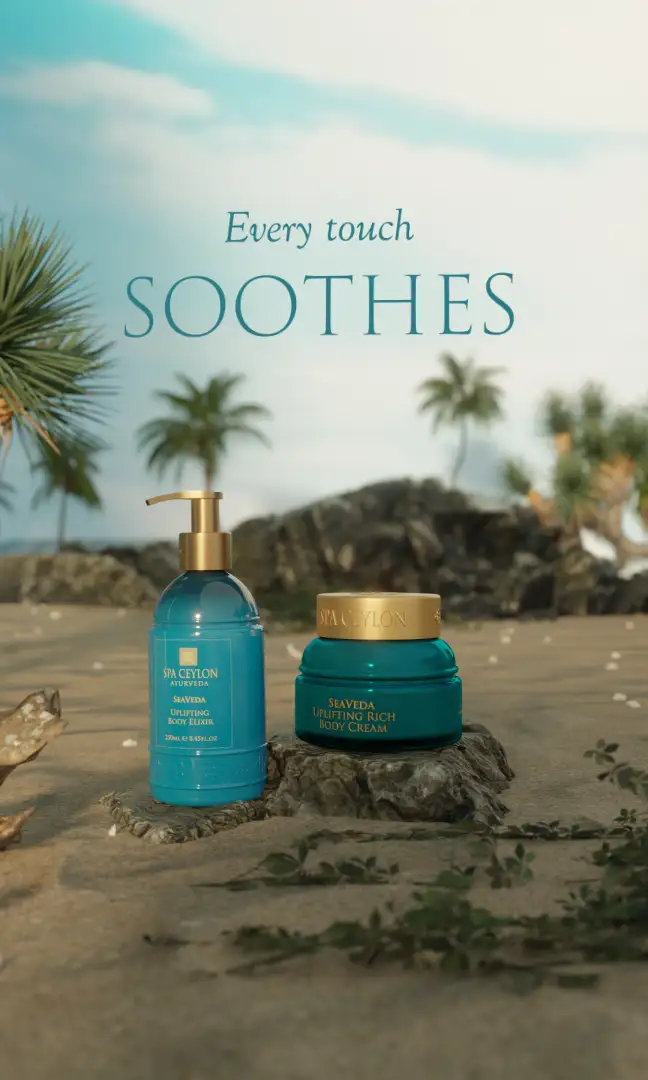 Every touch
SOOTHES
SPA CEYLON
AYURVEDA
SEAVEDA
UPLIFTING
BODY ELIXIR
SPA CEYLON
SEAVEDA
UPLIFTING RICH
BODY CREAM